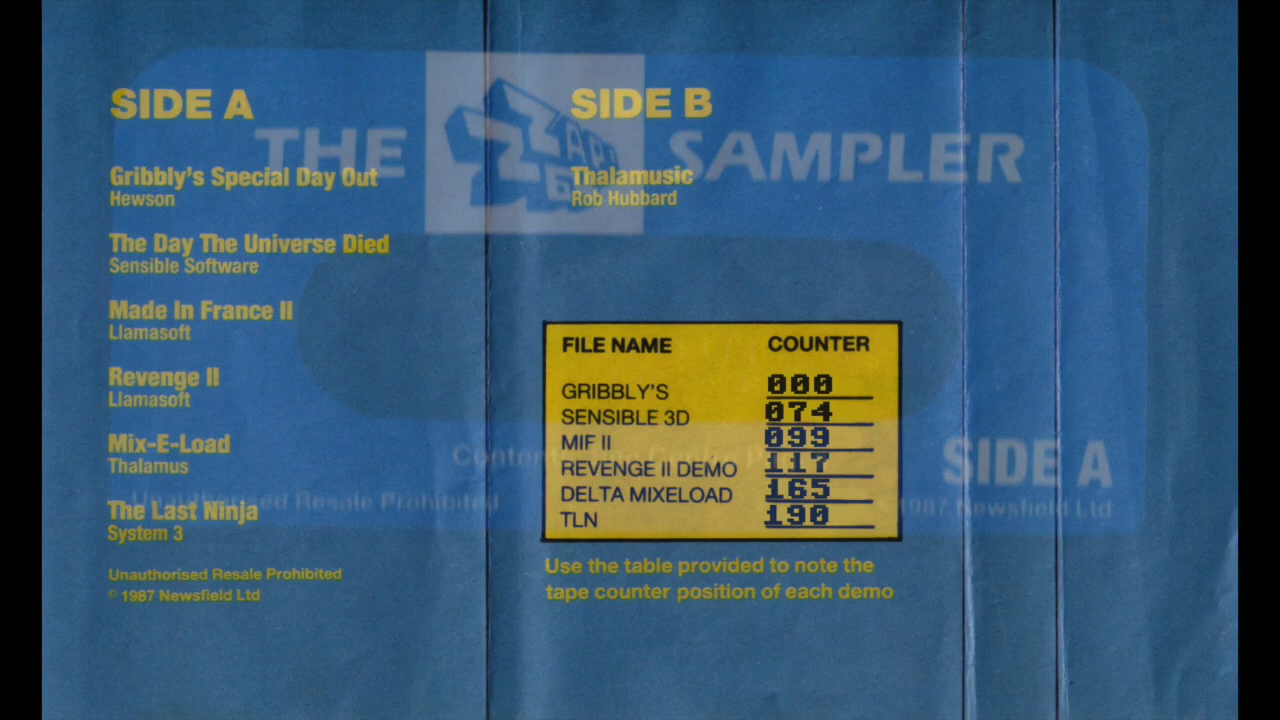 SIDE A
Gribbly's Special Day Out
Hewson
The Day The Universe Died
Sensible Software
Made In France II
Llamasoft
Revenge II
Llamasoft
Mix-E-Load
Thalamus
The Last Ninja
System 3
Unauthorised Resale Prohibited
© 1987 Newsfield Ltd
SIDE B
Thalamusic
Rob Hubbard
FILE NAME COUNTER
GRIBBLY'S 000
SENSIBLE 3D 074
MIF II 099
REVENGE II DEMO 117
DELTA MIXELOAD 165
TLN 190
Use the table provided to note the
tape counter position of each demo
THE ZZAP! 64 SAMPLER
SIDE A
Unauthorised Resale Prohibited
1987 Newsfield Ltd